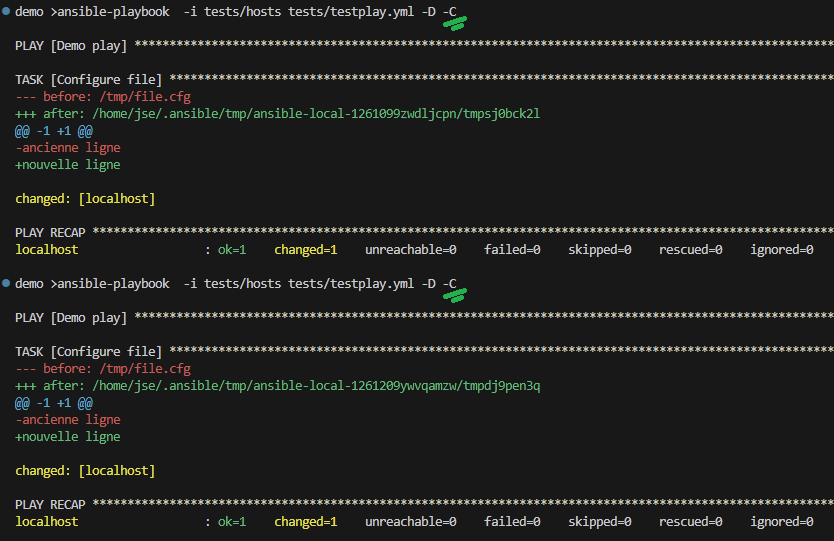 demo >ansible-playbook  -i tests/hosts tests/testplay.yml -D -C
PLAY [Demo play] ****************************************************************************************************
TASK [Configure file] ***********************************************************************************************
--- before: /tmp/file.cfg
+++ after: /home/jse/.ansible/tmp/ansible-local-1261099zwdljcpn/tmpsj0bck2l
@@ -1 +1 @@
-ancienne ligne
+nouvelle ligne
changed: [localhost]
PLAY RECAP **********************************************************************************************************
localhost                  : ok=1    changed=1    unreachable=0    failed=0    skipped=0    rescued=0    ignored=0
demo >ansible-playbook  -i tests/hosts tests/testplay.yml -D -C
PLAY [Demo play] ****************************************************************************************************
TASK [Configure file] ***********************************************************************************************
--- before: /tmp/file.cfg
+++ after: /home/jse/.ansible/tmp/ansible-local-1261209ywvqamzw/tmpdj9pen3q
@@ -1 +1 @@
-ancienne ligne
+nouvelle ligne
changed: [localhost]
PLAY RECAP **********************************************************************************************************
localhost                  : ok=1    changed=1    unreachable=0    failed=0    skipped=0    rescued=0    ignored=0